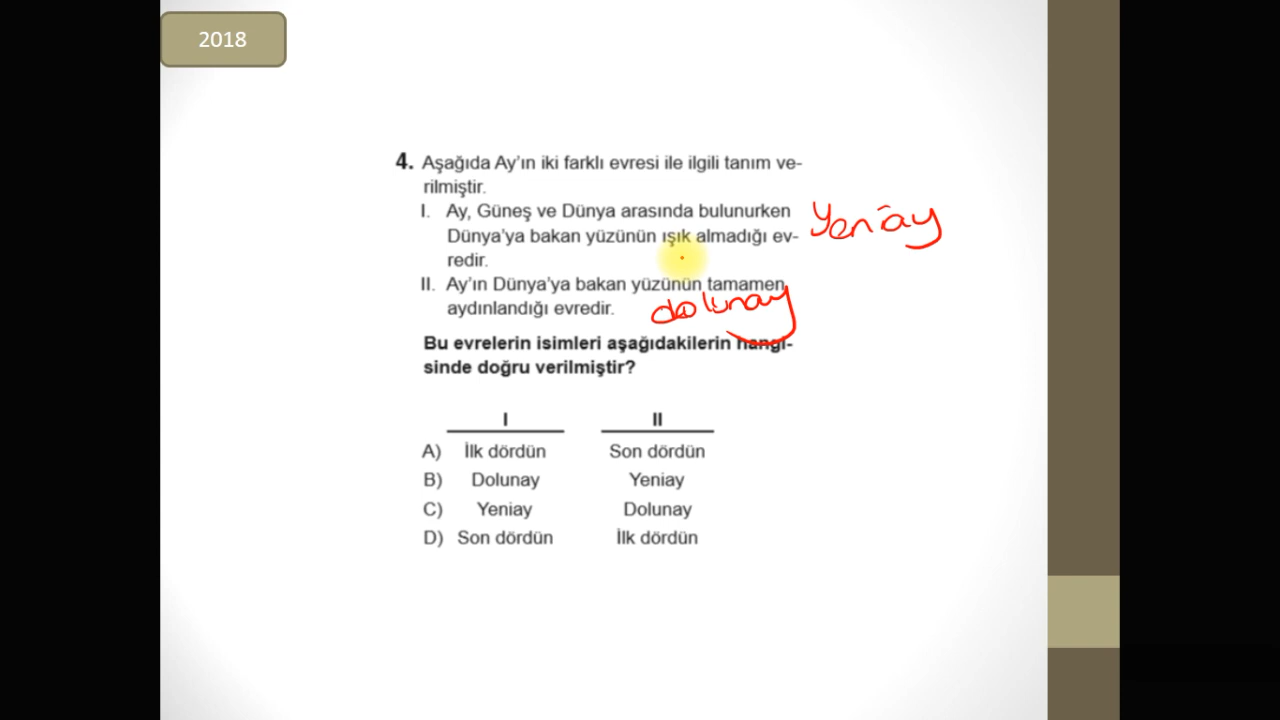 2018
4. Aşağıda Ay'ın iki farklı evresi ile ilgili tanım ve-
rilmiştir.
I. Ay, Güneş ve Dünya arasında bulunurken
Dünya'ya bakan yüzünün ışık almadığı ev-
redir.
Yeniay
II. Ay'ın Dünya'ya bakan yüzünün tamamen
aydınlandığı evredir.
dolunay
Bu evrelerin isimleri aşağıdakilerin hangi-
sinde doğru verilmiştir?
I II
A) İlk dördün Son dördün
B) Dolunay Yeniay
C) Yeniay Dolunay
D) Son dördün İlk dördün